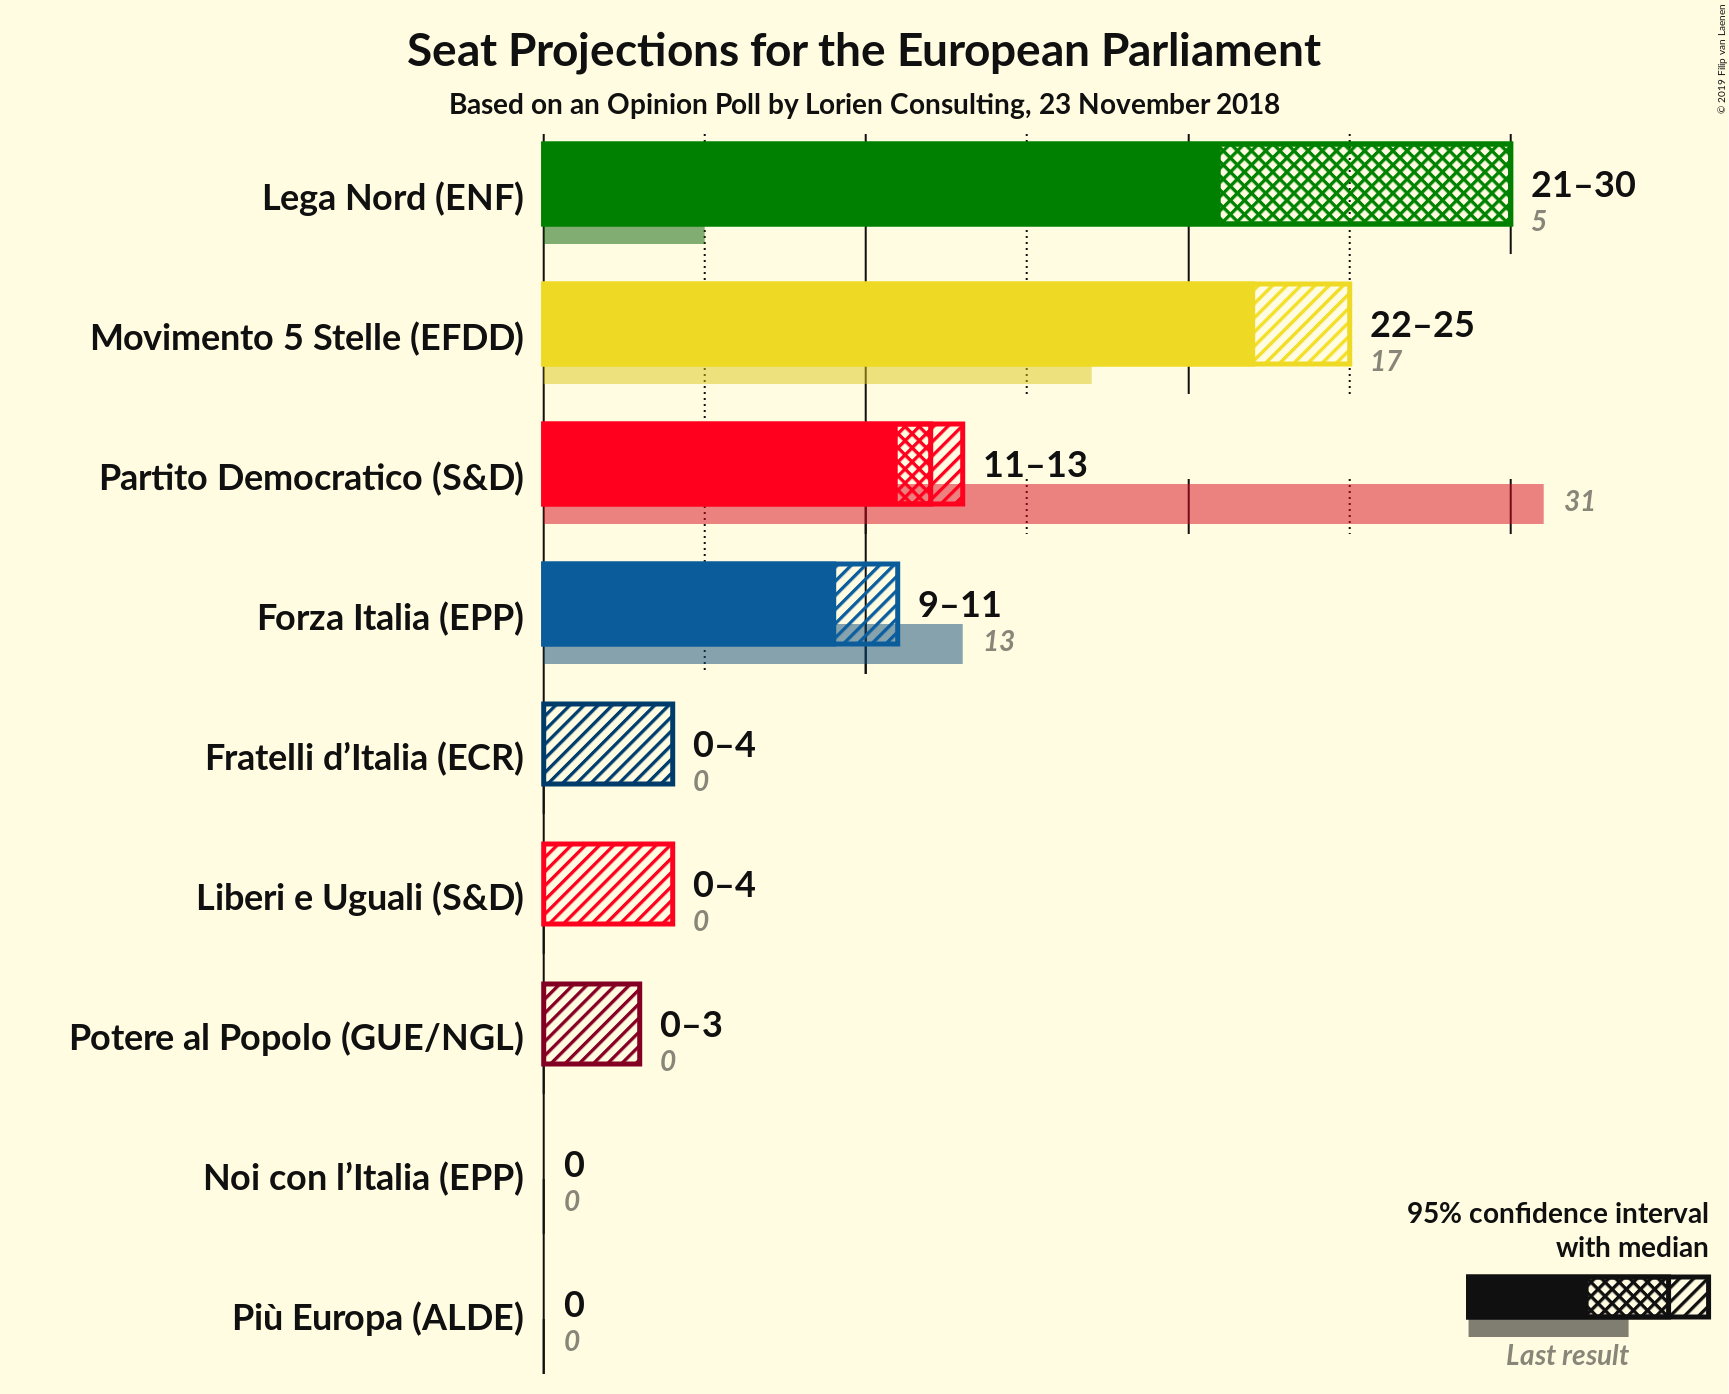 Seat Projections for the European Parliament
Based on an Opinion Poll by Lorien Consulting, 23 November 2018
© 2019 Filip van Laenen
Lega Nord (ENF)
21–30
5
Movimento 5 Stelle (EFDD)
22–25
17
Partito Democratico (S&D)
11–13
31
Forza Italia (EPP)
9–11
13
Fratelli d’Italia (ECR)
0–4
0
Liberi e Uguali (S&D)
0–4
0
Potere al Popolo (GUE/NGL)
0–3
0
Noi con l’Italia (EPP)
0
0
Più Europa (ALDE)
0
0
95% confidence interval
with median
Last result